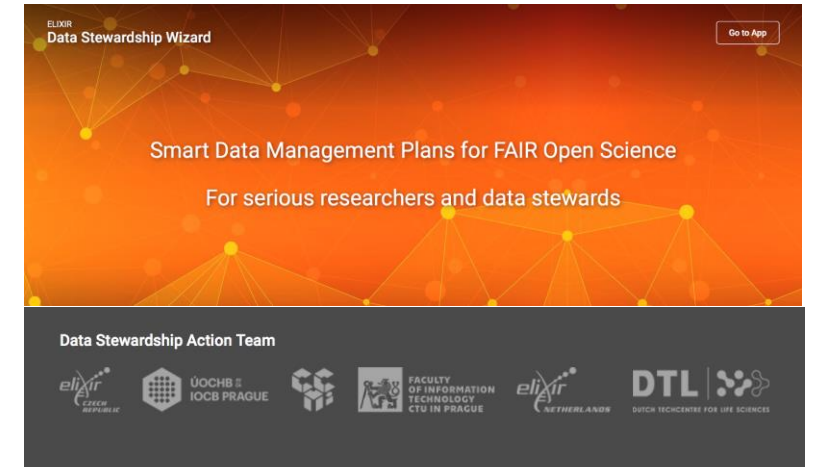 ELIXIR
Data Stewardship Wizard
Go to App
Smart Data Management Plans for FAIR Open Science
For serious researchers and data stewards
Data Stewardship Action Team
elixir
CZECH
REPUBLIC
ÚOCHB
IOCB PRAGUE
FACULTY
OF INFORMATION
TECHNOLOGY
CTU IN PRAGUE
elixir
NETHERLANDS
DTL
DUTCH TECHCENTRE FOR LIFE SCIENCES